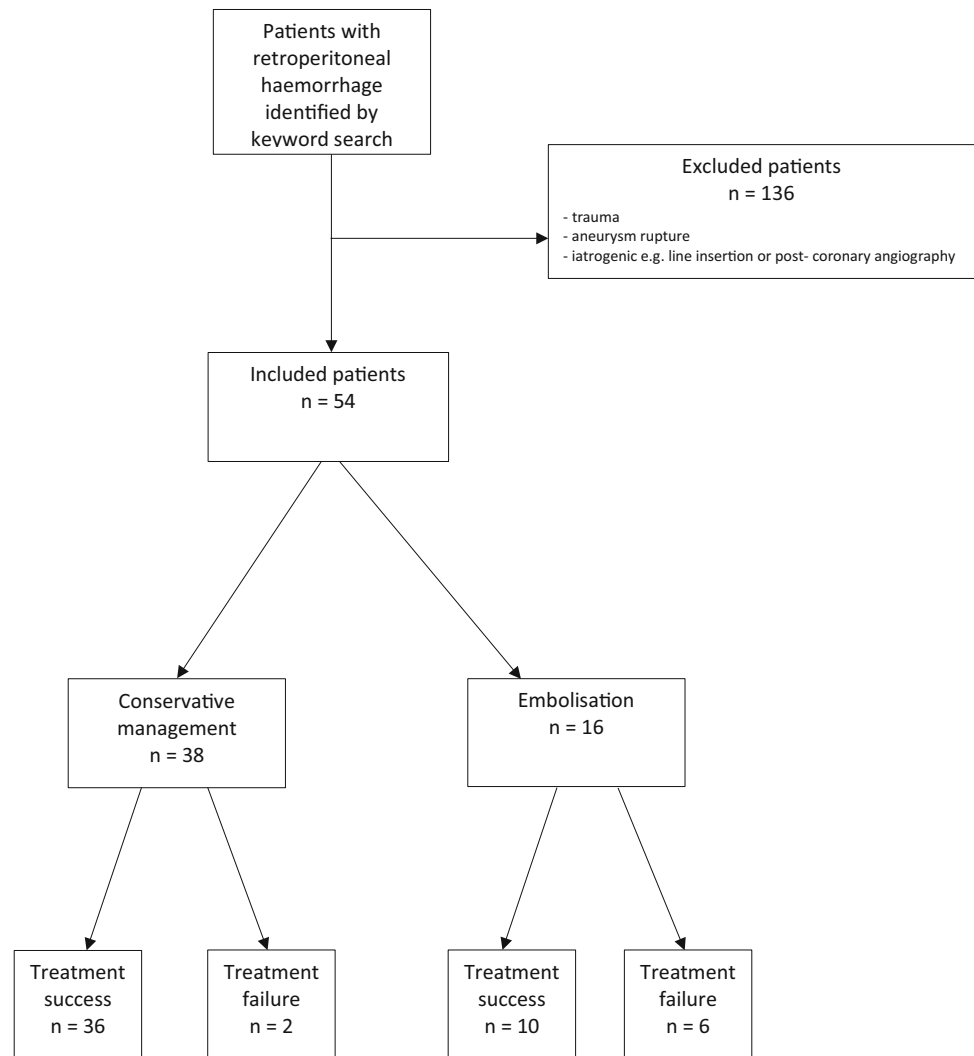 Patients with
retroperitoneal
haemorrhage
identified by
keyword search
Excluded patients
n = 136
- trauma
- aneurysm rupture
- iatrogenic e.g. line insertion or post- coronary angiography
Included patients
n = 54
Conservative
management
n = 38
Embolisation
n = 16
Treatment
success
n = 36
Treatment
failure
n = 2
Treatment
success
n = 10
Treatment
failure
n = 6